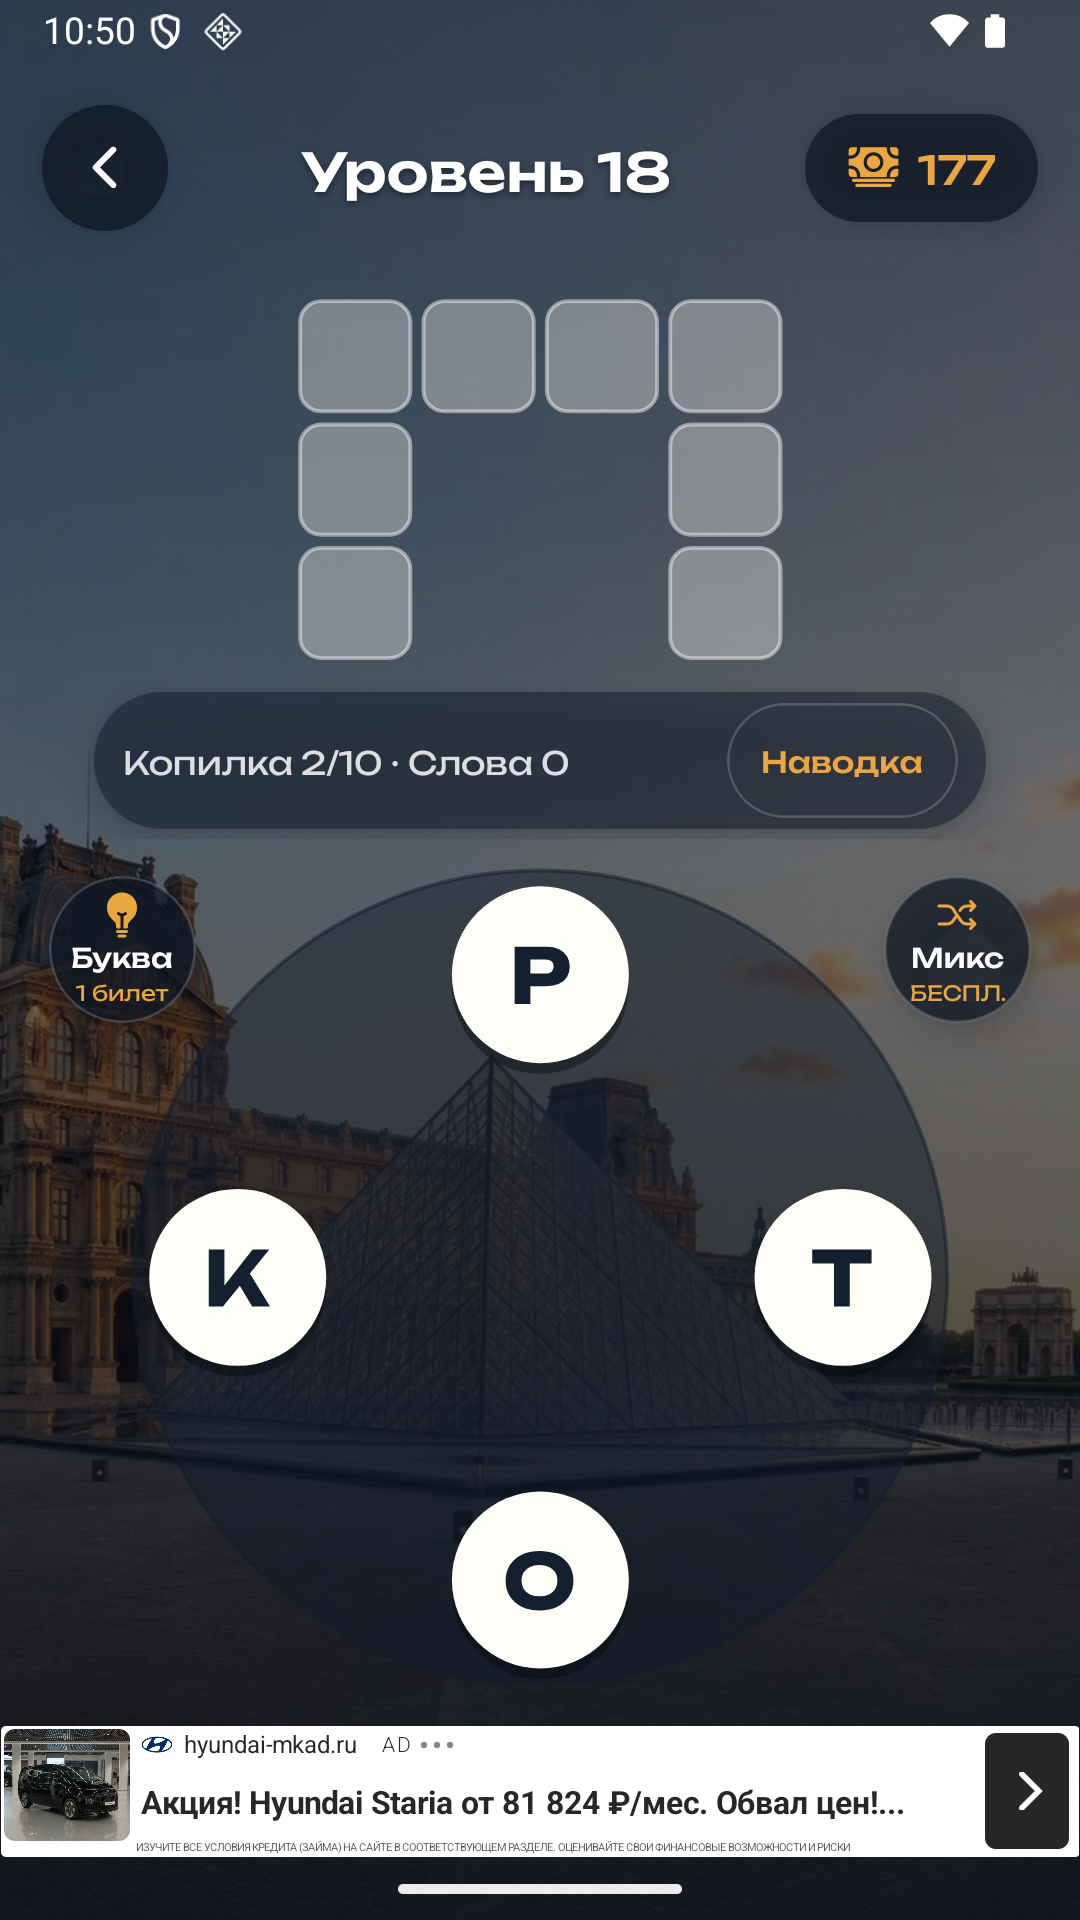 10:50
Уровень 18
177
Копилка 2/10 · Слова 0
Наводка
Буква
1 билет
Микс
БЕСПЛ.
Р
К
Т
О
hyundai-mkad.ru AD
Акция! Hyundai Staria от 81 824 ₽/мес. Обвал цен!...
ИЗУЧИТЕ ВСЕ УСЛОВИЯ КРЕДИТА (ЗАЙМА) НА САЙТЕ В СООТВЕТСТВУЮЩЕМ РАЗДЕЛЕ. ОЦЕНИВАЙТЕ СВОИ ФИНАНСОВЫЕ ВОЗМОЖНОСТИ И РИСКИ